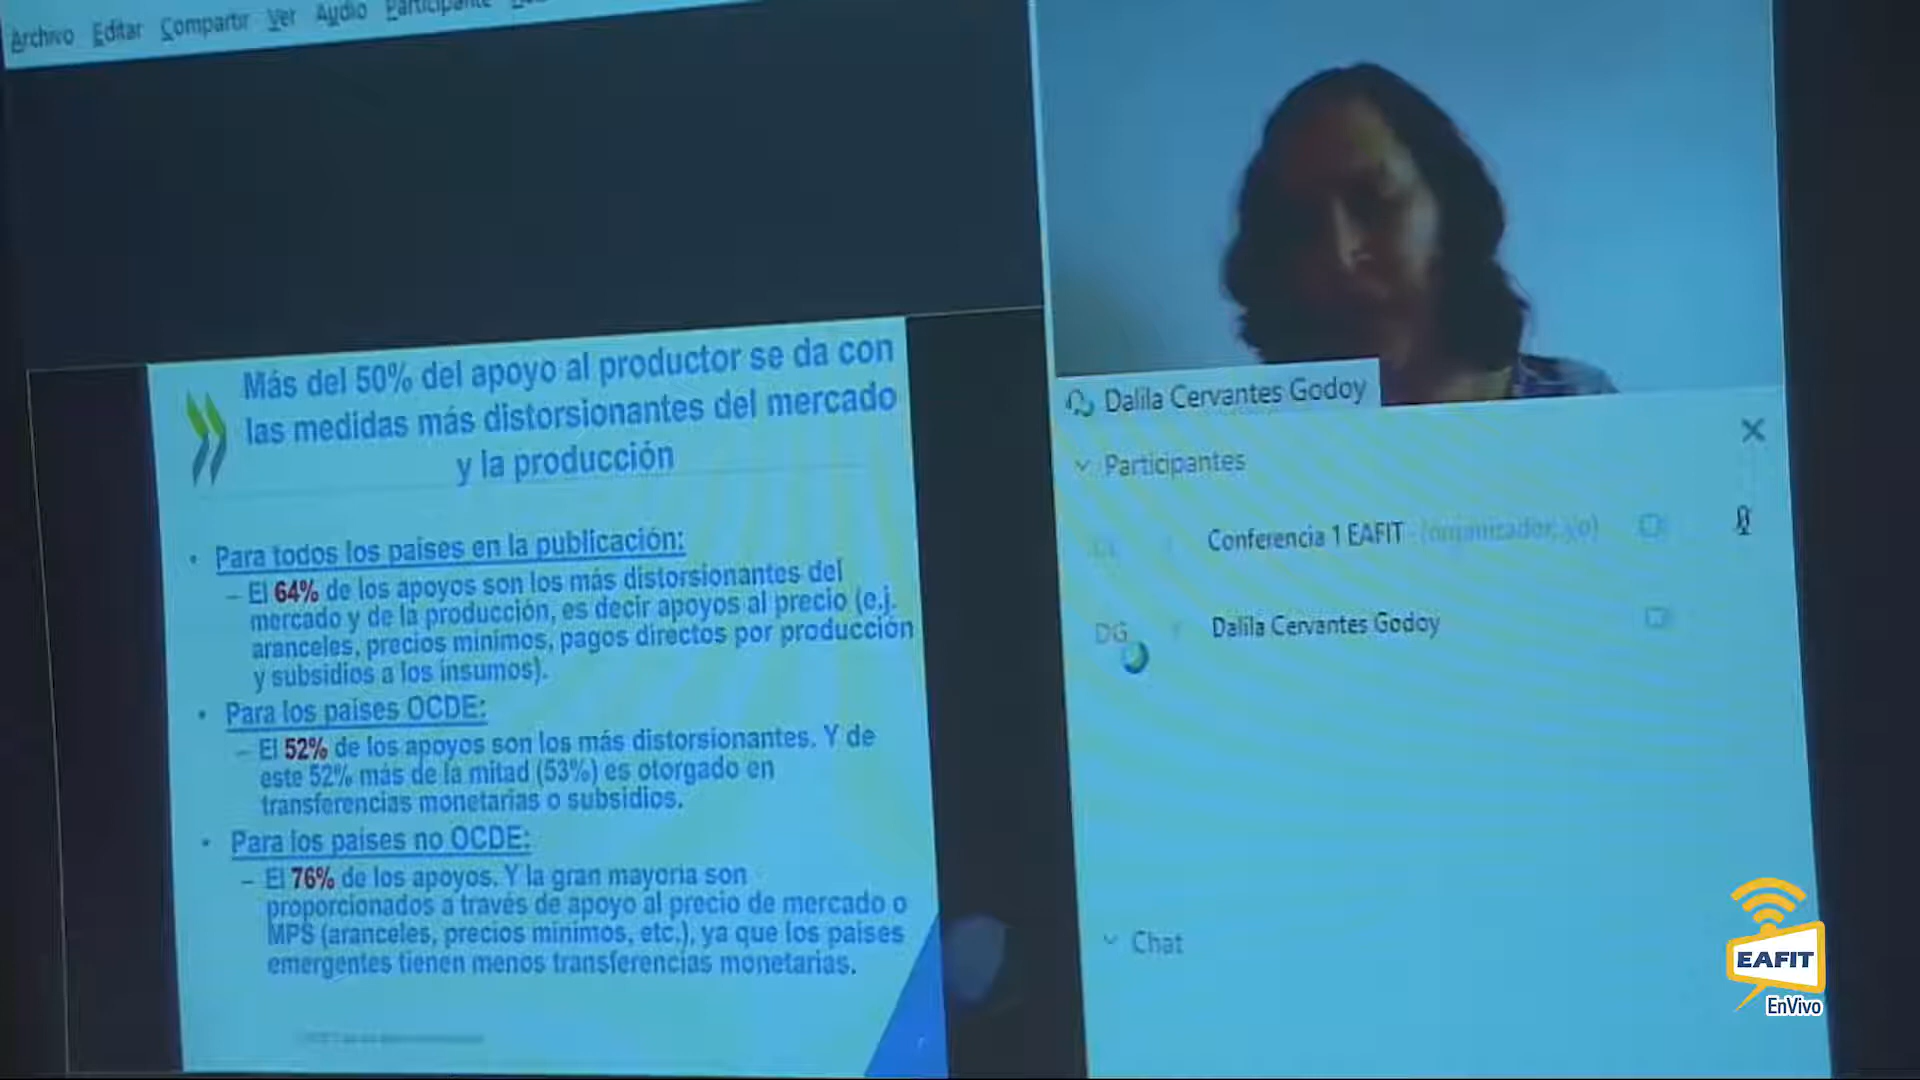 Archivo Editar Compartir Ver Audio Participante
Más del 50% del apoyo al productor se da con
las medidas más distorsionantes del mercado
y la producción
• Para todos los países en la publicación:
– El 64% de los apoyos son los más distorsionantes del
mercado y de la producción, es decir apoyos al precio (e.j.
aranceles, precios mínimos, pagos directos por producción
y subsidios a los insumos).
• Para los países OCDE:
– El 52% de los apoyos son los más distorsionantes. Y de
este 52% más de la mitad (53%) es otorgado en
transferencias monetarias o subsidios.
• Para los países no OCDE:
– El 76% de los apoyos. Y la gran mayoría son
proporcionados a través de apoyo al precio de mercado o
MPS (aranceles, precios mínimos, etc.), ya que los países
emergentes tienen menos transferencias monetarias.
Dalila Cervantes Godoy
Participantes
Conferencia 1 EAFIT (organizador, yo)
DG Dalila Cervantes Godoy
Chat
EAFIT
EnVivo